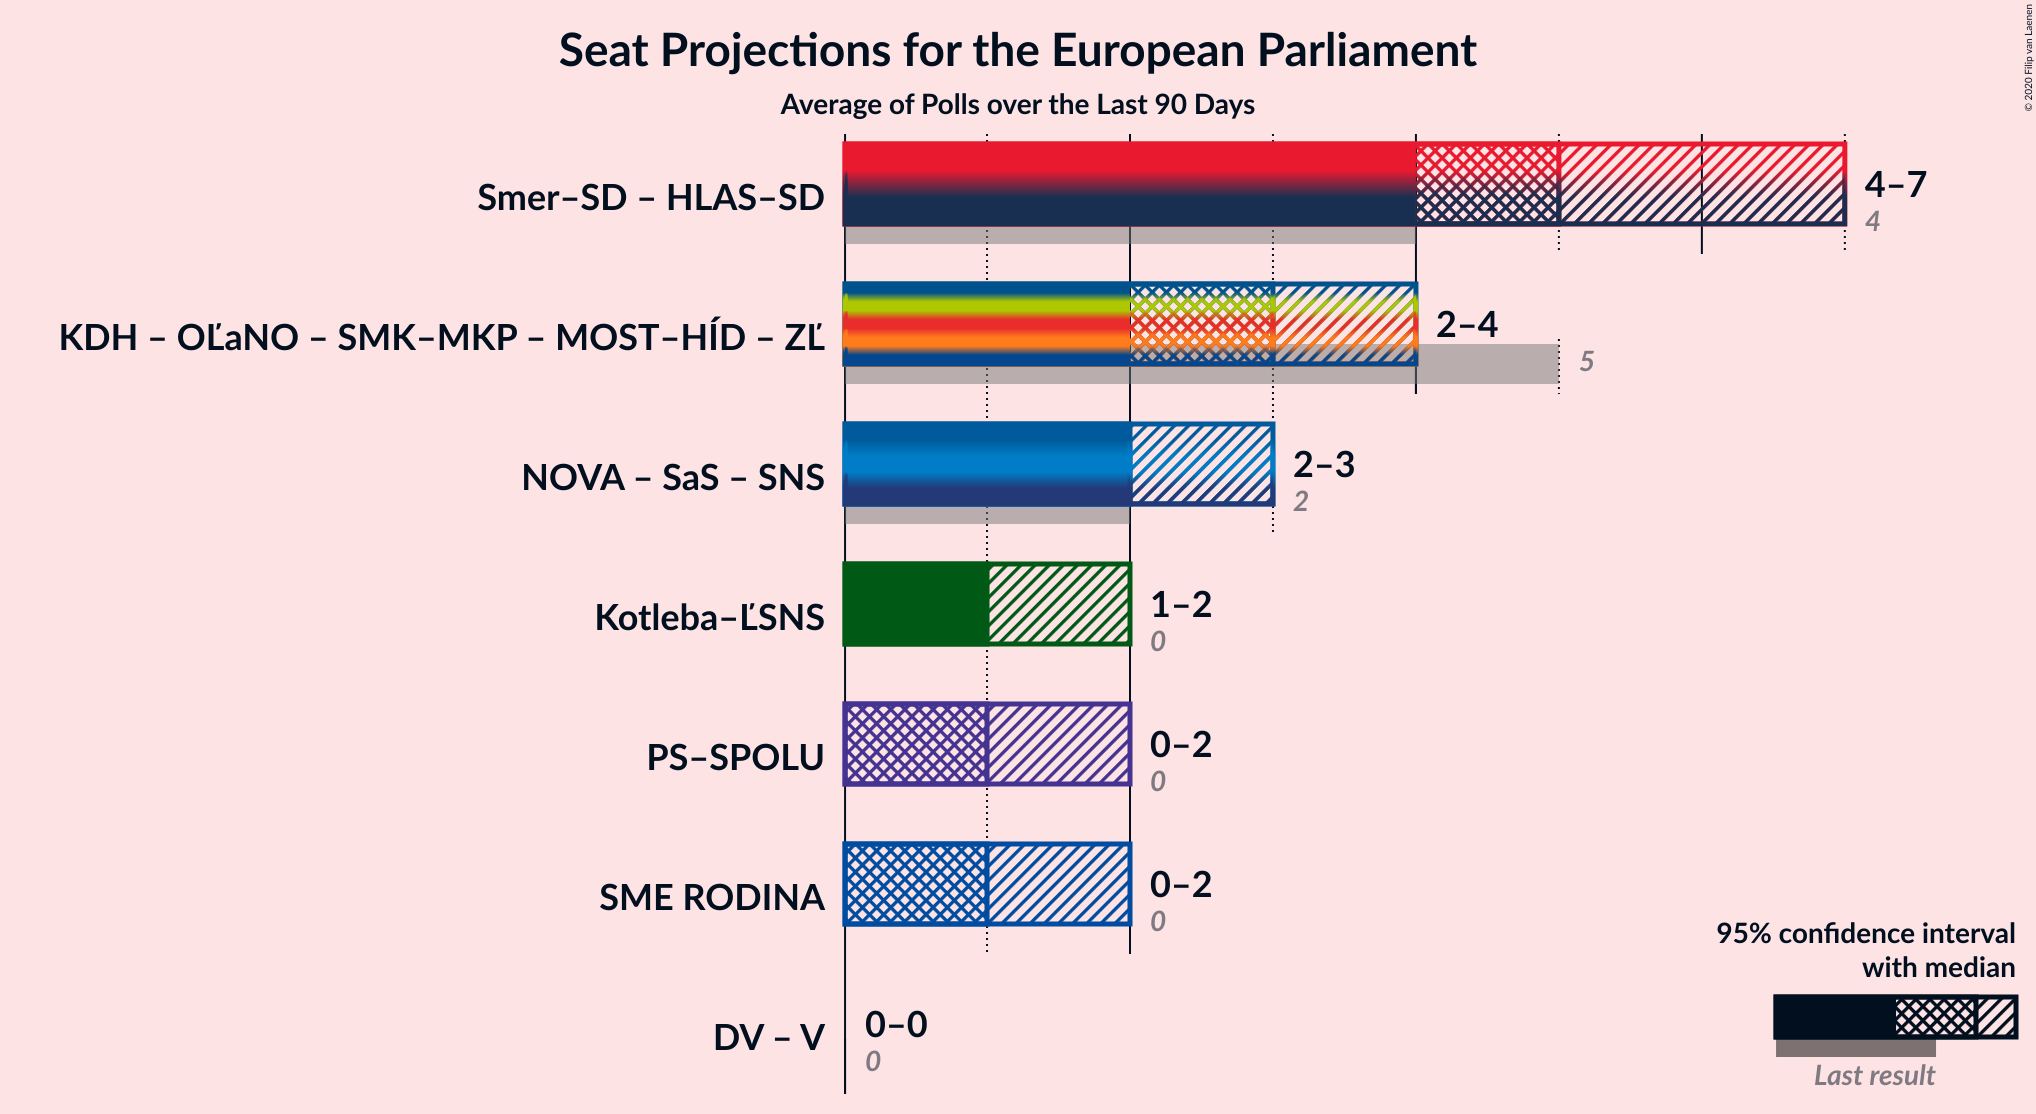 Seat Projections for the European Parliament
Average of Polls over the Last 90 Days
© 2020 Filip van Laenen
Smer–SD – HLAS–SD
4–7
4
KDH – OĽaNO – SMK–MKP – MOST–HÍD – ZĽ
2–4
5
NOVA – SaS – SNS
2–3
2
Kotleba–ĽSNS
1–2
0
PS–SPOLU
0–2
0
SME RODINA
0–2
0
DV – V
0–0
0
95% confidence interval
with median
Last result